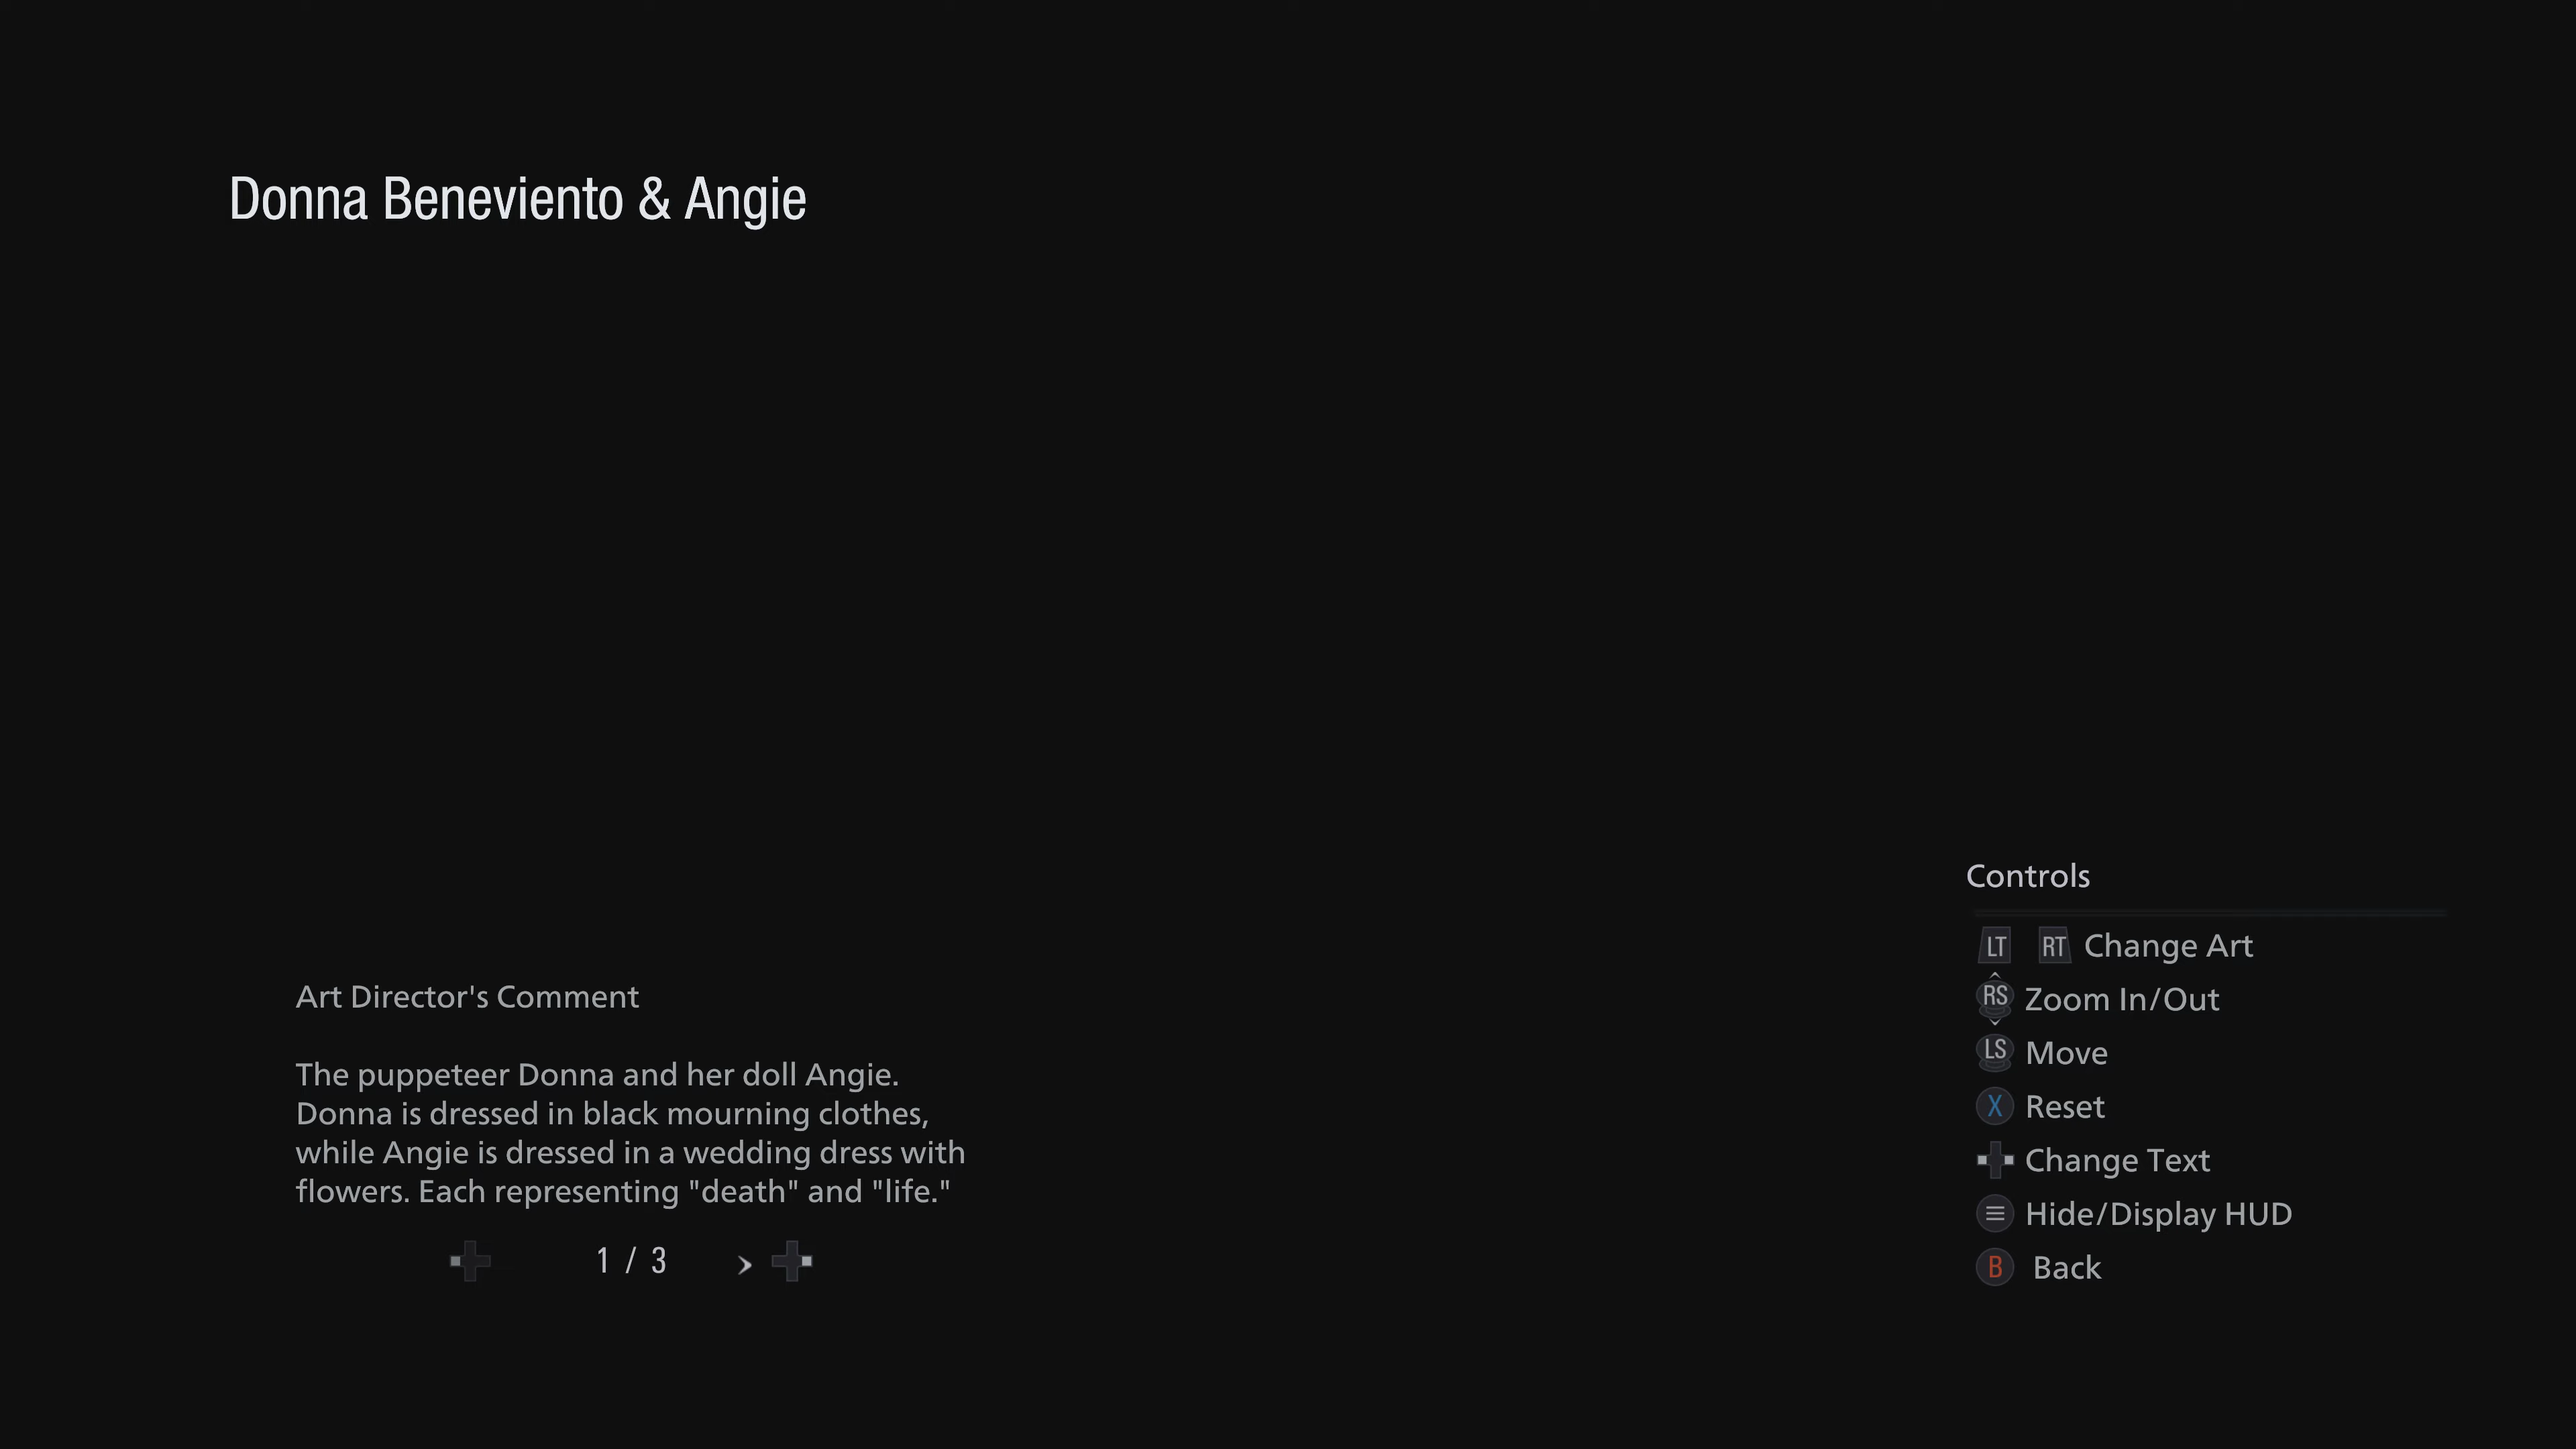 Donna Beneviento & Angie
Art Director's Comment
The puppeteer Donna and her doll Angie.
Donna is dressed in black mourning clothes,
while Angie is dressed in a wedding dress with
flowers. Each representing "death" and "life."
1 / 3
Controls
LT RT Change Art
RS Zoom In/Out
LS Move
X Reset
Change Text
Hide/Display HUD
B Back